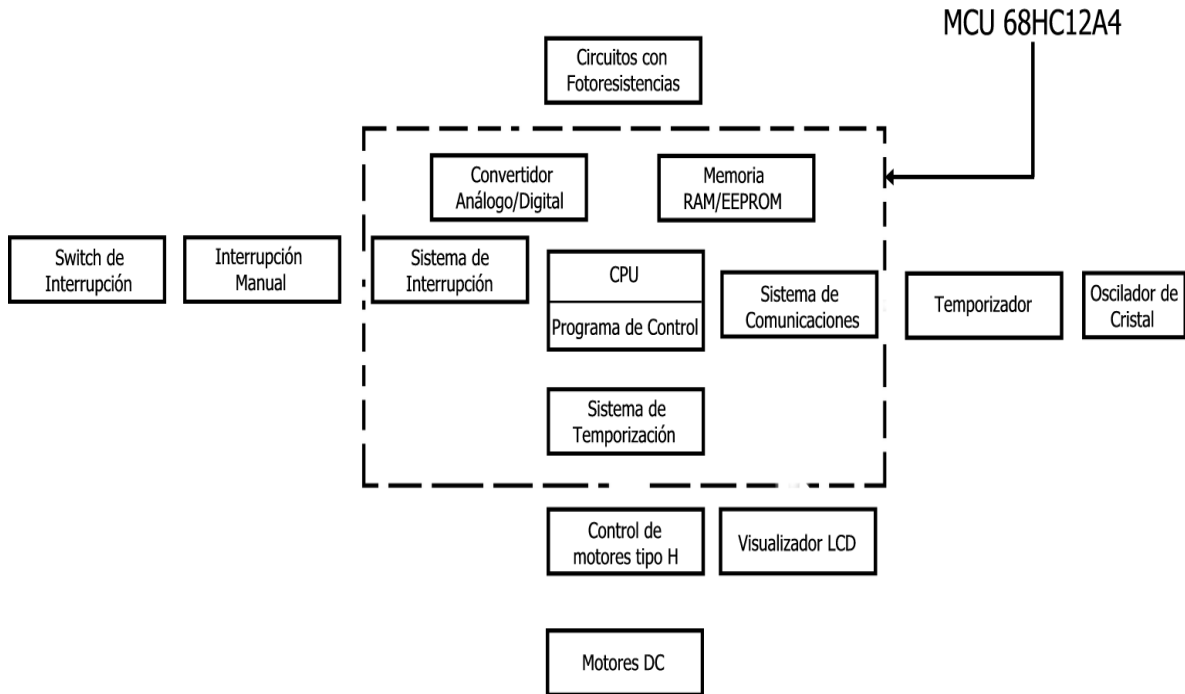 MCU 68HC12A4
Circuitos con
Fotoresistencias
Convertidor
Análogo/Digital
Memoria
RAM/EEPROM
Switch de
Interrupción
Interrupción
Manual
Sistema de
Interrupción
CPU
Programa de Control
Sistema de
Comunicaciones
Temporizador
Oscilador de
Cristal
Sistema de
Temporización
Control de
motores tipo H
Visualizador LCD
Motores DC